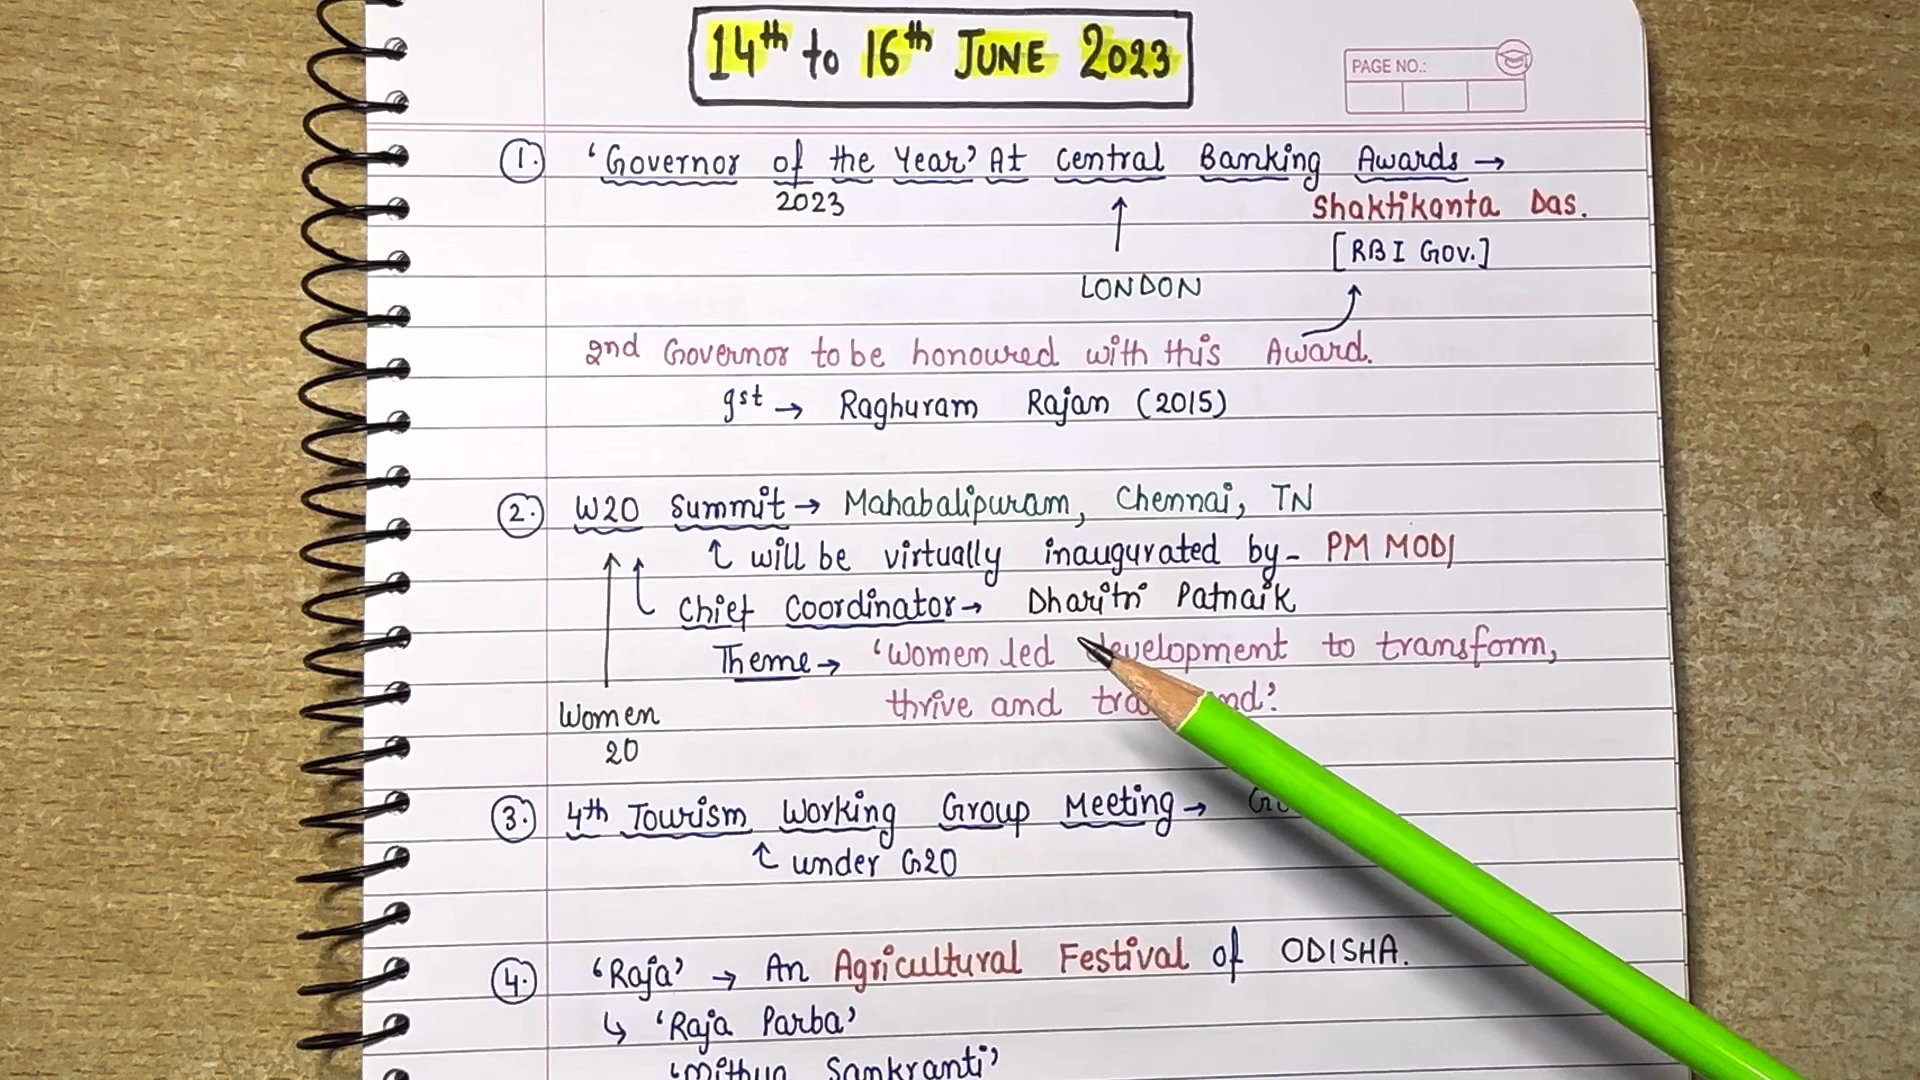 14th to 16th JUNE 2023
PAGE NO.:
1. 'Governor of the Year' At Central Banking Awards →
2023
Shaktikanta Das.
[RBI Gov.]
LONDON
2nd Governor to be honoured with this Award.
1st → Raghuram Rajan (2015)
2. W20 Summit → Mahabalipuram, Chennai, TN
will be virtually inaugurated by- PM MODI
Chief Coordinator → Dharitri Patnaik
Theme → 'Women led development to transform,
thrive and
Women
20
3. 4th Tourism Working Group Meeting →
under G20
4. 'Raja' → An Agricultural Festival of ODISHA.
↳ 'Raja Parba'
'Mithun Sankranti'